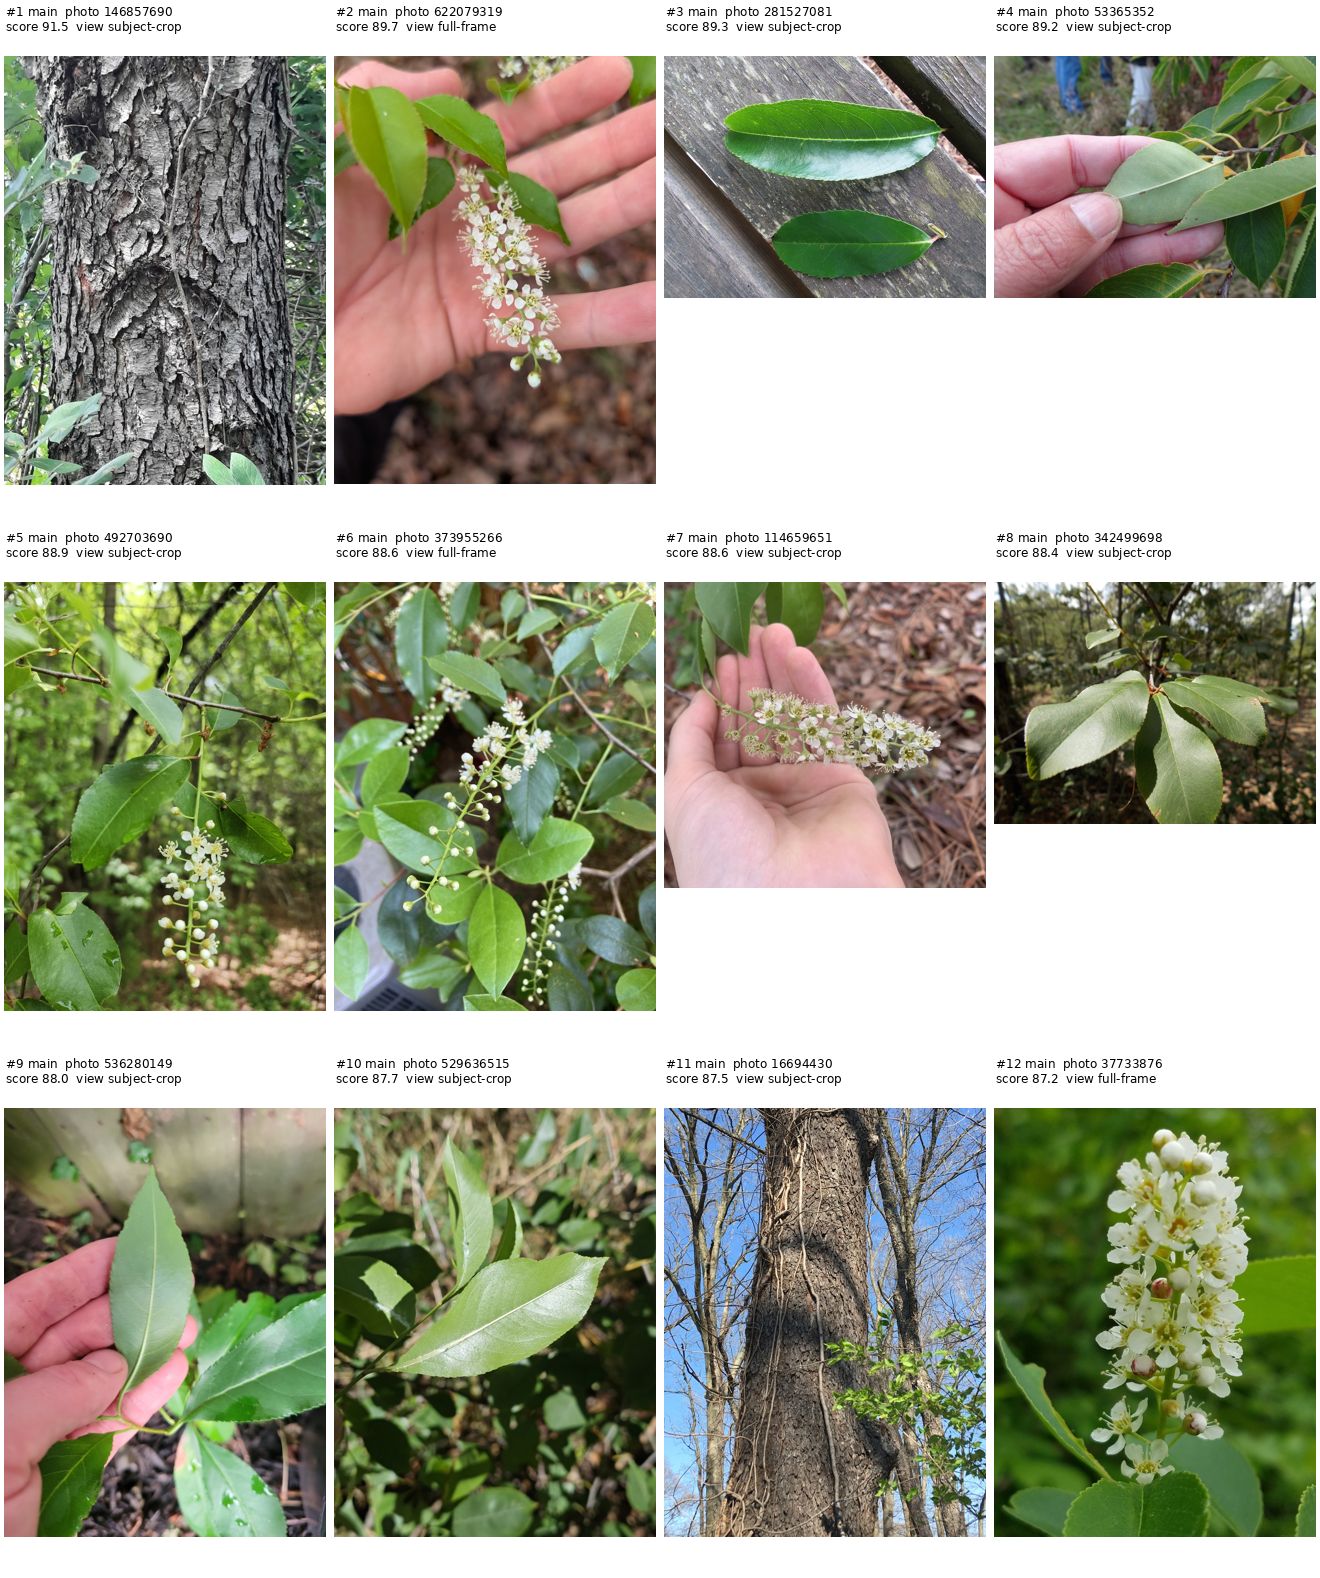 #1 main photo 146857690
score 91.5 view subject-crop
#2 main photo 622079319
score 89.7 view full-frame
#3 main photo 281527081
score 89.3 view subject-crop
#4 main photo 53365352
score 89.2 view subject-crop
#5 main photo 492703690
score 88.9 view subject-crop
#6 main photo 373955266
score 88.6 view full-frame
#7 main photo 114659651
score 88.6 view subject-crop
#8 main photo 342499698
score 88.4 view subject-crop
#9 main photo 536280149
score 88.0 view subject-crop
#10 main photo 529636515
score 87.7 view subject-crop
#11 main photo 16694430
score 87.5 view subject-crop
#12 main photo 37733876
score 87.2 view full-frame